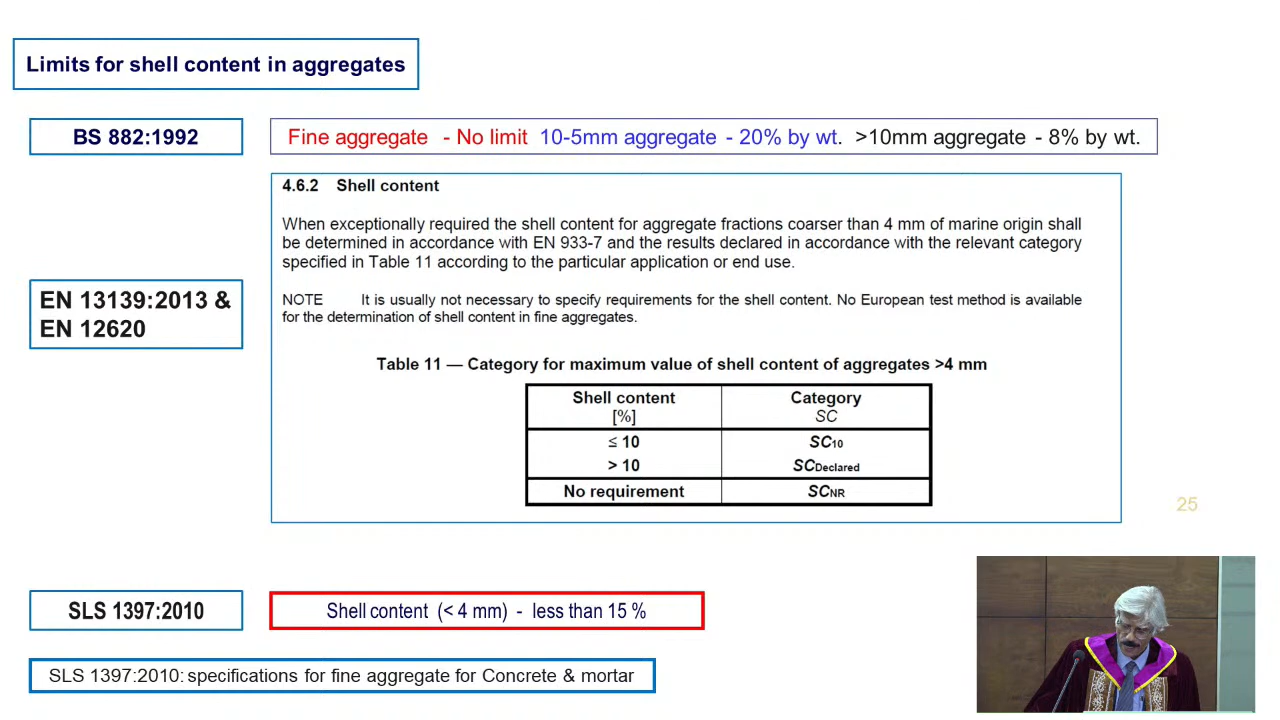 Limits for shell content in aggregates
BS 882:1992
Fine aggregate - No limit 10-5mm aggregate - 20% by wt. >10mm aggregate - 8% by wt.
4.6.2 Shell content
When exceptionally required the shell content for aggregate fractions coarser than 4 mm of marine origin shall
be determined in accordance with EN 933-7 and the results declared in accordance with the relevant category
specified in Table 11 according to the particular application or end use.
EN 13139:2013 &
EN 12620
NOTE It is usually not necessary to specify requirements for the shell content. No European test method is available
for the determination of shell content in fine aggregates.
Table 11 — Category for maximum value of shell content of aggregates >4 mm
Shell content Category
[%] SC
≤ 10 SC10
> 10 SCDeclared
No requirement SCNR
25
SLS 1397:2010
Shell content (< 4 mm) - less than 15 %
SLS 1397:2010: specifications for fine aggregate for Concrete & mortar